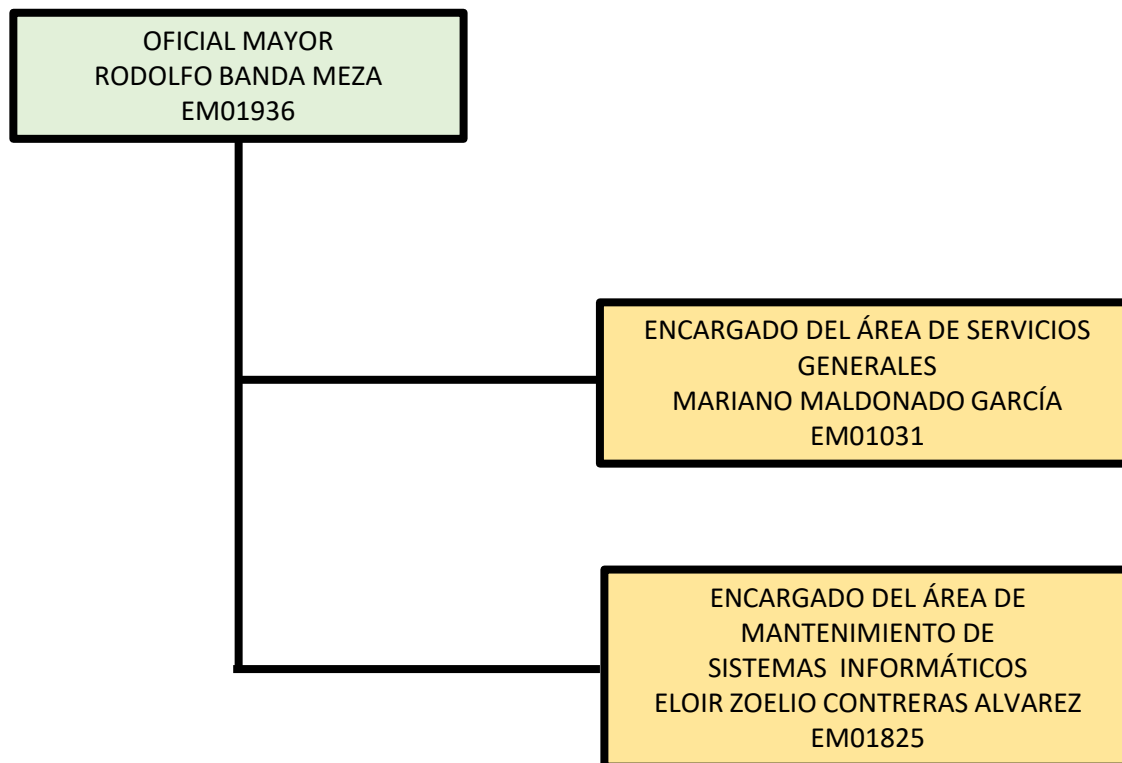 OFICIAL MAYOR
RODOLFO BANDA MEZA
EM01936
ENCARGADO DEL ÁREA DE SERVICIOS
GENERALES
MARIANO MALDONADO GARCÍA
EM01031
ENCARGADO DEL ÁREA DE
MANTENIMIENTO DE
SISTEMAS  INFORMÁTICOS
ELOIR ZOELIO CONTRERAS ALVAREZ
EM01825